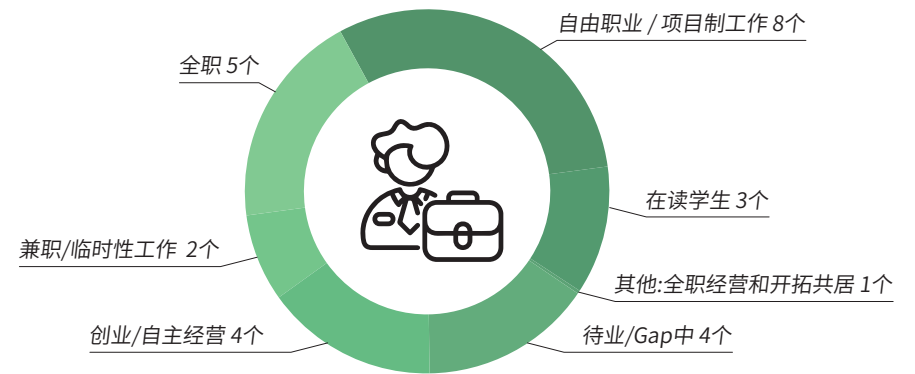 自由职业 / 项目制工作 8个
全职 5个
在读学生 3个
兼职/临时性工作 2个
其他:全职经营和开拓共居 1个
创业/自主经营 4个
待业/Gap中 4个